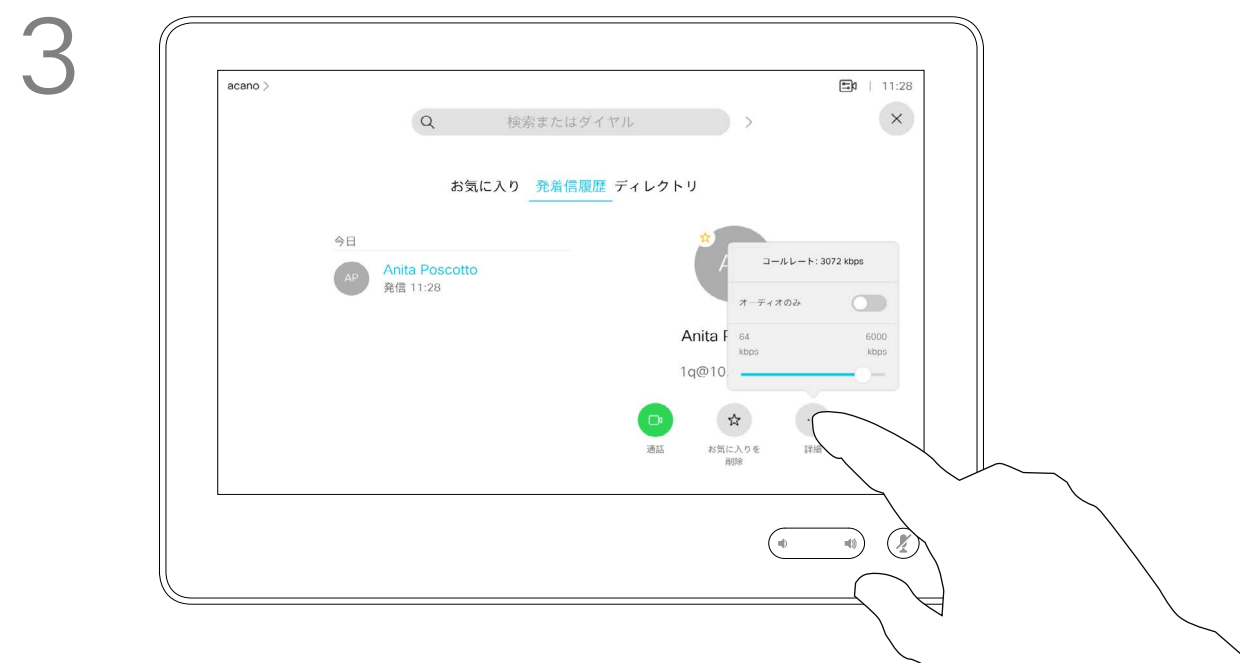 3
acano >
11:28
検索またはダイヤル
お気に入り 発着信履歴 ディレクトリ
今日
AP
Anita Poscotto
発信 11:28
コールレート: 3072 kbps
オーディオのみ
64 kbps
6000 kbps
Anita
1q@10
通話
お気に入りを
削除
詳細